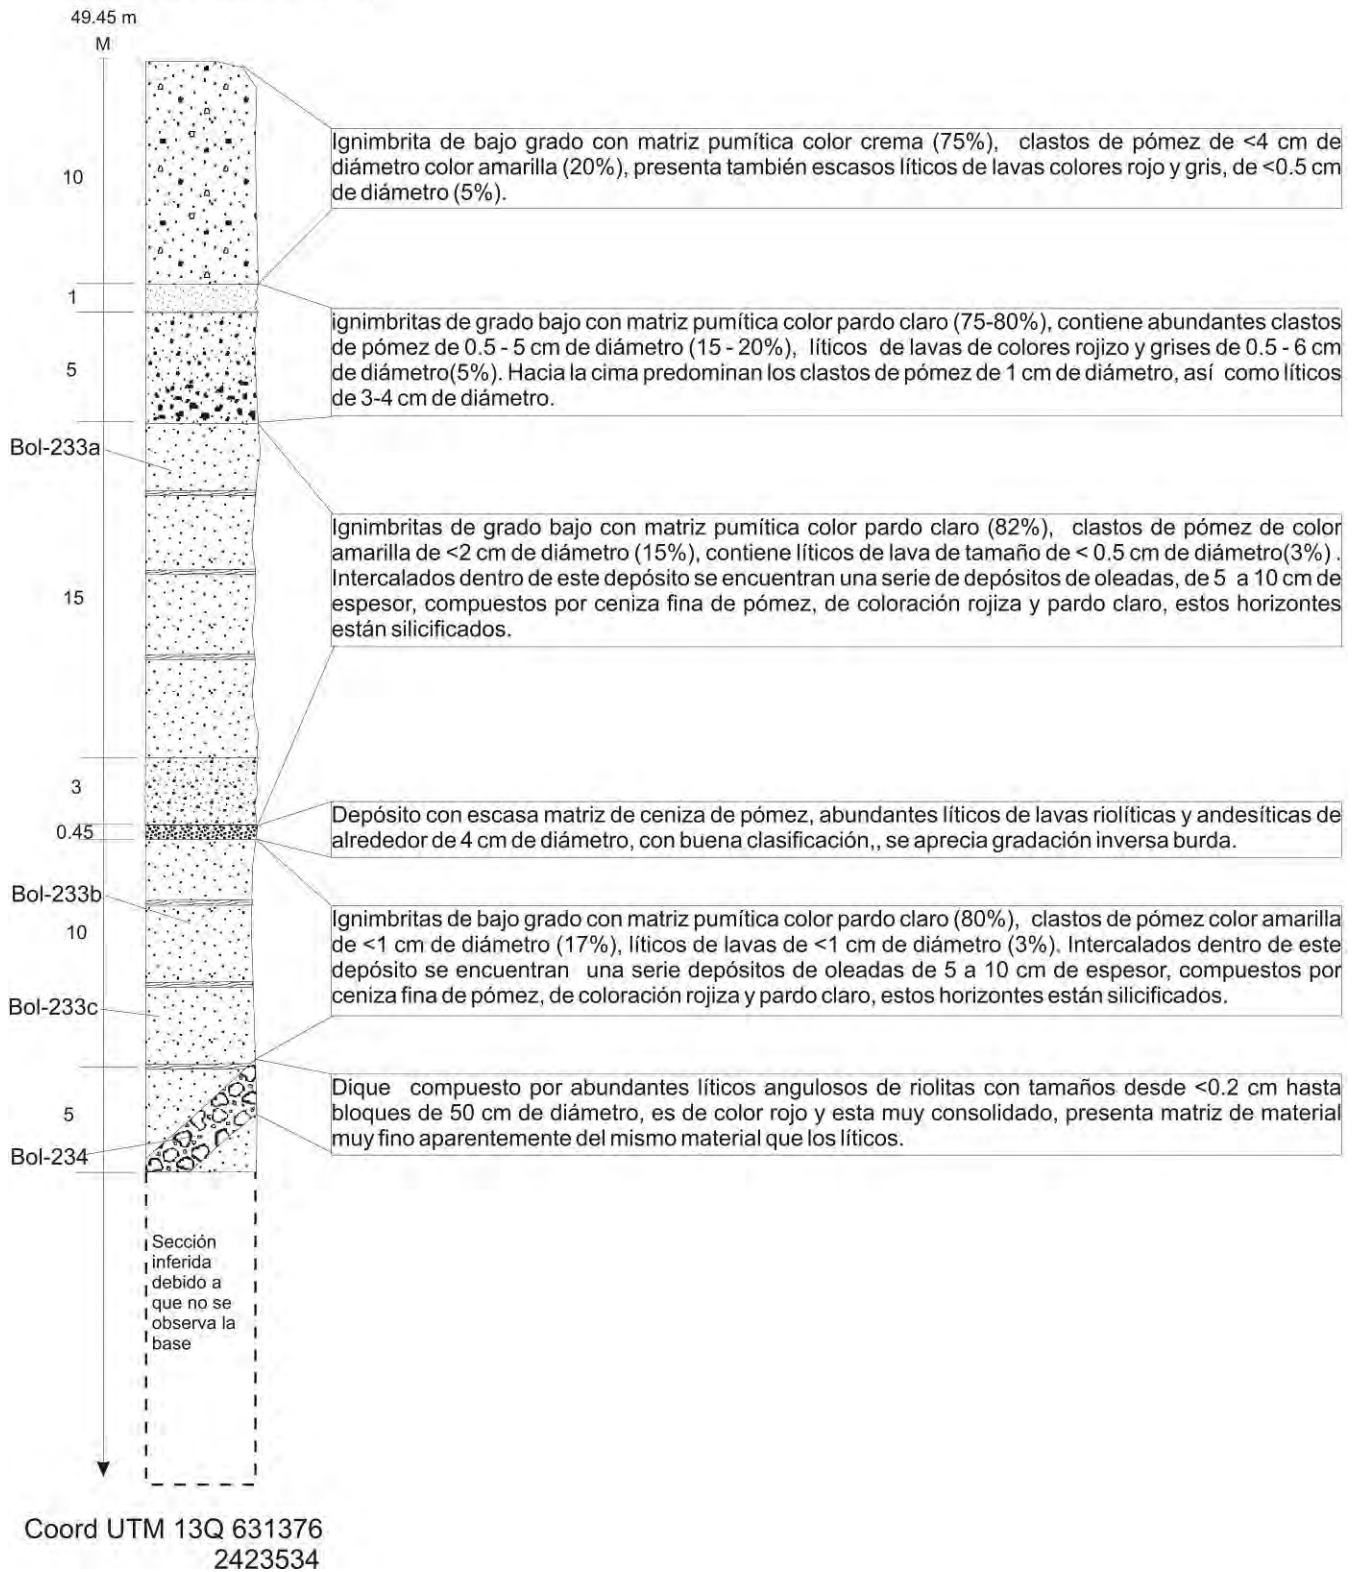 49.45 m
M
10
Ignimbrita de bajo grado con matriz pumítica color crema (75%), clastos de pómez de <4 cm de
diámetro color amarilla (20%), presenta también escasos líticos de lavas colores rojo y gris, de <0.5 cm
de diámetro (5%).
1
ignimbritas de grado bajo con matriz pumítica color pardo claro (75-80%), contiene abundantes clastos
de pómez de 0.5 - 5 cm de diámetro (15 - 20%), líticos de lavas de colores rojizo y grises de 0.5 - 6 cm
de diámetro(5%). Hacia la cima predominan los clastos de pómez de 1 cm de diámetro, así como líticos
de 3-4 cm de diámetro.
5
Bol-233a
Ignimbritas de grado bajo con matriz pumítica color pardo claro (82%), clastos de pómez de color
amarilla de <2 cm de diámetro (15%), contiene líticos de lava de tamaño de < 0.5 cm de diámetro(3%) .
Intercalados dentro de este depósito se encuentran una serie de depósitos de oleadas, de 5 a 10 cm de
espesor, compuestos por ceniza fina de pómez, de coloración rojiza y pardo claro, estos horizontes
están silicificados.
15
3
0.45
Depósito con escasa matriz de ceniza de pómez, abundantes líticos de lavas riolíticas y andesíticas de
alrededor de 4 cm de diámetro, con buena clasificación,, se aprecia gradación inversa burda.
Bol-233b
10
Ignimbritas de bajo grado con matriz pumítica color pardo claro (80%), clastos de pómez color amarilla
de <1 cm de diámetro (17%), líticos de lavas de <1 cm de diámetro (3%). Intercalados dentro de este
depósito se encuentran una serie depósitos de oleadas de 5 a 10 cm de espesor, compuestos por
ceniza fina de pómez, de coloración rojiza y pardo claro, estos horizontes están silicificados.
Bol-233c
Dique compuesto por abundantes líticos angulosos de riolitas con tamaños desde <0.2 cm hasta
bloques de 50 cm de diámetro, es de color rojo y esta muy consolidado, presenta matriz de material
muy fino aparentemente del mismo material que los líticos.
5
Bol-234
Sección
inferida
debido a
que no se
observa la
base
Coord UTM 13Q 631376
2423534